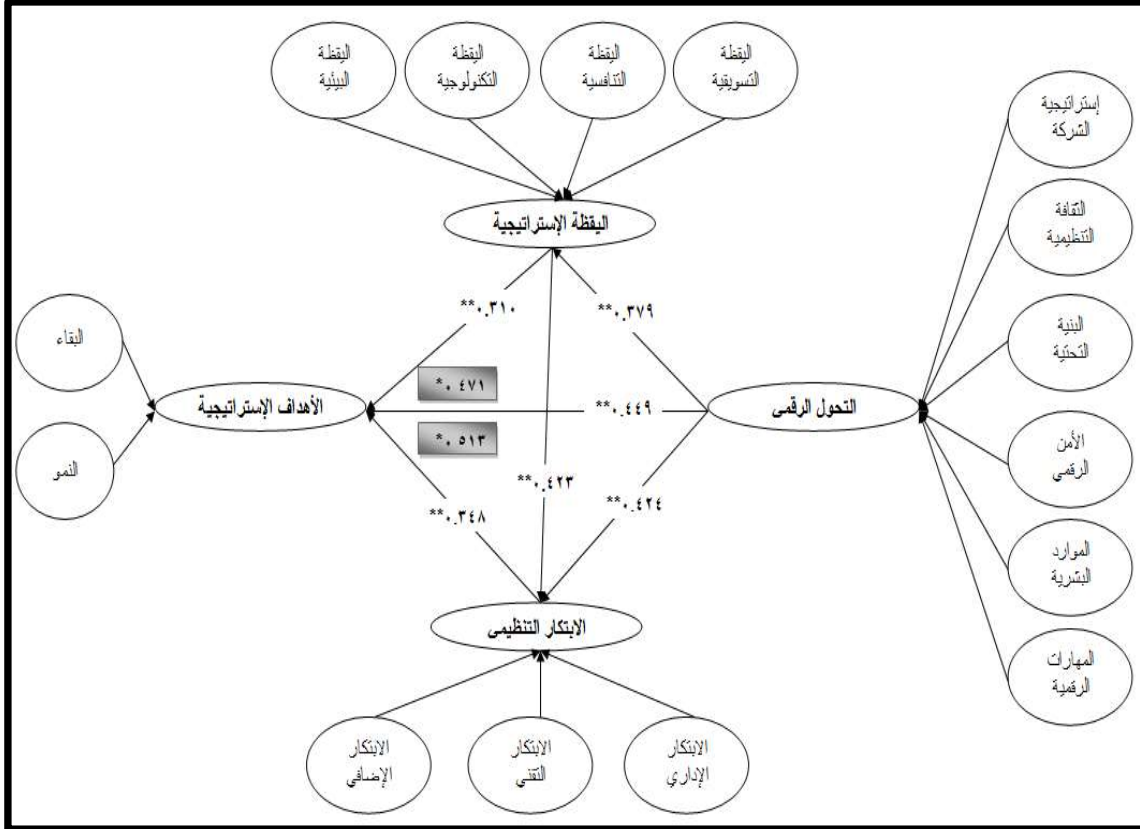 اليقظة
التسويقية
اليقظة
التنافسية
اليقظة
التكنولوجية
اليقظة
البيئية
إستراتيجية
الشركة
الثقافة
التنظيمية
البنية
التحتية
الأمن
الرقمي
الموارد
البشرية
المهارات
الرقمية
اليقظة الإستراتيجية
**٠.٣٧٩
**٠.٣١٠
البقاء
النمو
*٠.٤٧١
التحول الرقمى
**٠.٤٤٩
الأهداف الإستراتيجية
*٠.٥١٣
**٠.٤٢٣
**٠.٤٢٤
**٠.٣٤٨
الابتكار التنظيمى
الابتكار
الإداري
الابتكار
التقني
الابتكار
الإضافي